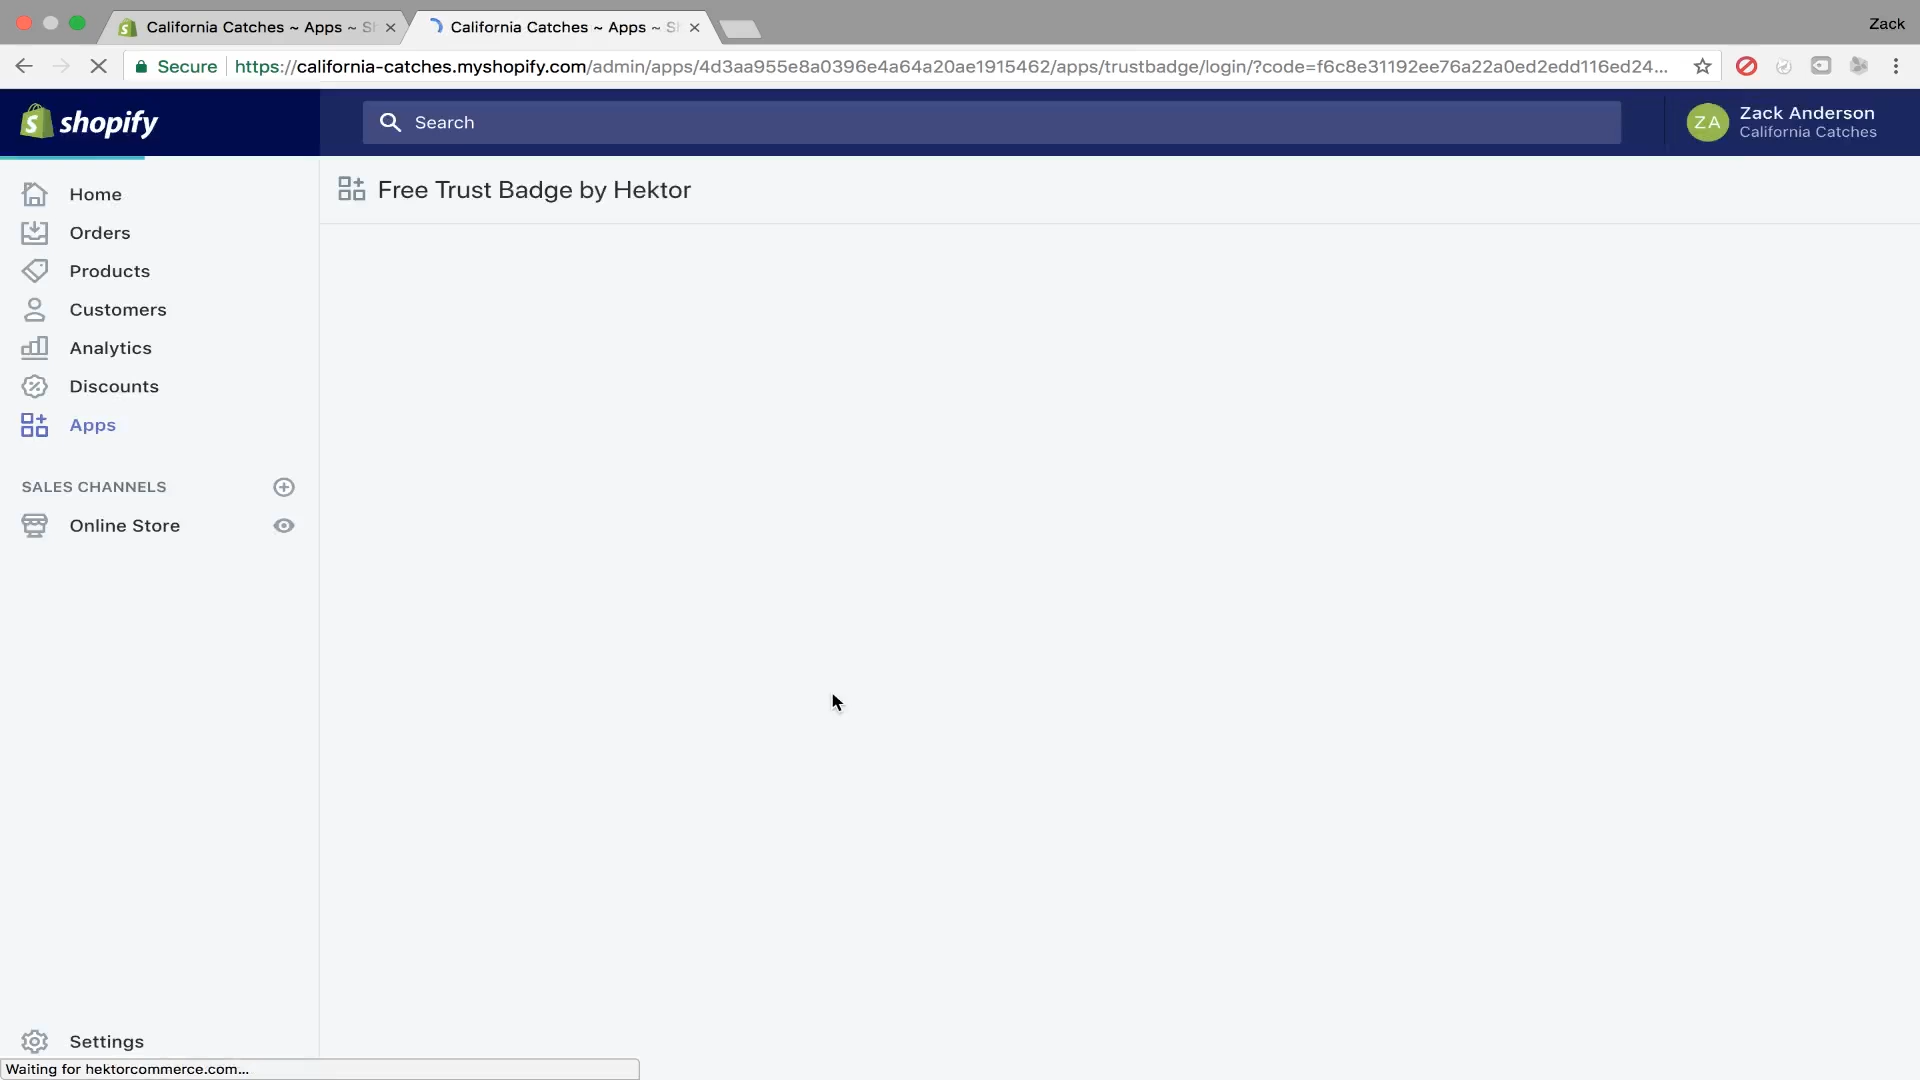 California Catches ~ Apps ~ S
California Catches ~ Apps ~ S
Zack
Secure
https://california-catches.myshopify.com/admin/apps/4d3aa955e8a0396e4a64a20ae1915462/apps/trustbadge/login/?code=f6c8e31192ee76a22a0ed2edd116ed24...
shopify
Search
ZA
Zack Anderson
California Catches
Free Trust Badge by Hektor
Home
Orders
Products
Customers
Analytics
Discounts
Apps
SALES CHANNELS
Online Store
Settings
Waiting for hektorcommerce.com...